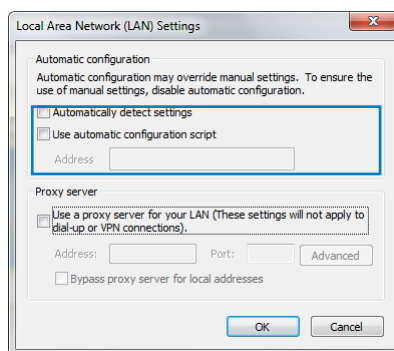 Local Area Network (LAN) Settings
Automatic configuration
Automatic configuration may override manual settings. To ensure the
use of manual settings, disable automatic configuration.
Automatically detect settings
Use automatic configuration script
Address
Proxy server
Use a proxy server for your LAN (These settings will not apply to
dial-up or VPN connections).
Address: Port: Advanced
Bypass proxy server for local addresses
OK Cancel